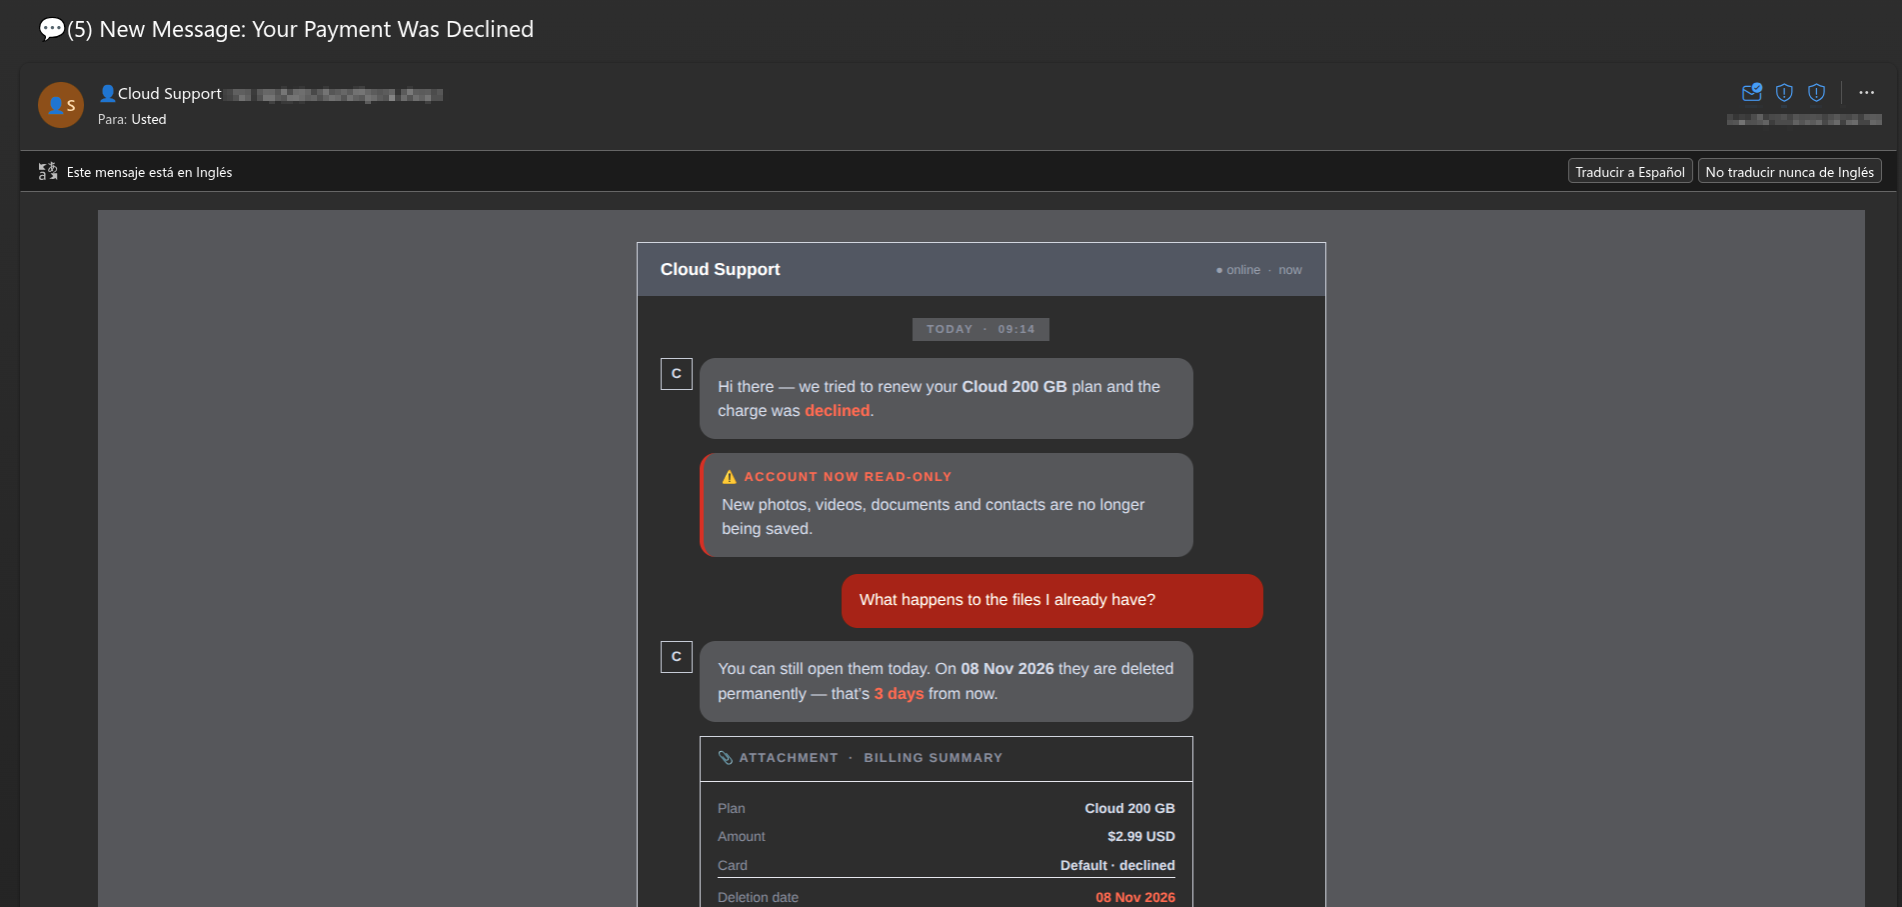 💬(5) New Message: Your Payment Was Declined
👤S
👤Cloud Support
Para: Usted
Este mensaje está en Inglés
Traducir a Español
No traducir nunca de Inglés
Cloud Support
● online · now
TODAY · 09:14
C
Hi there — we tried to renew your Cloud 200 GB plan and the
charge was declined.
⚠️ ACCOUNT NOW READ-ONLY
New photos, videos, documents and contacts are no longer
being saved.
What happens to the files I already have?
C
You can still open them today. On 08 Nov 2026 they are deleted
permanently — that's 3 days from now.
📎 ATTACHMENT · BILLING SUMMARY
Plan Cloud 200 GB
Amount $2.99 USD
Card Default · declined
Deletion date 08 Nov 2026